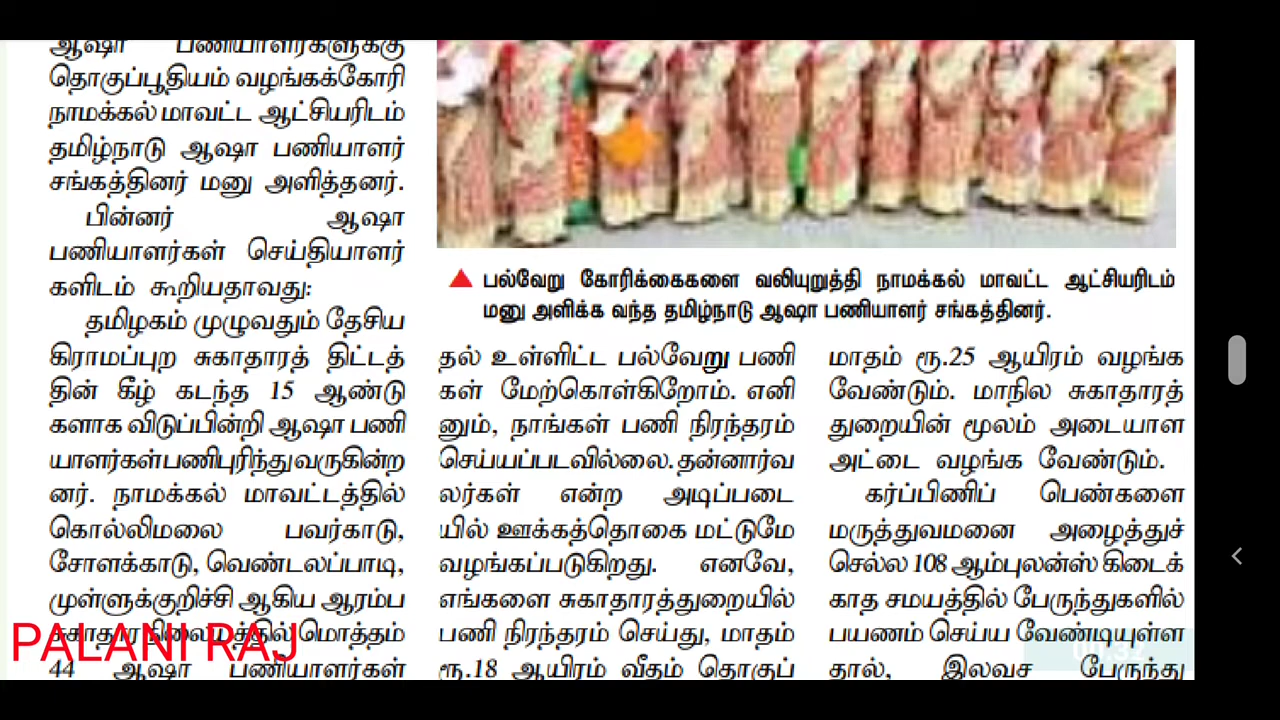 ஆஷா பணியாளர்களுக்கு
தொகுப்பூதியம் வழங்கக்கோரி
நாமக்கல் மாவட்ட ஆட்சியரிடம்
தமிழ்நாடு ஆஷா பணியாளர்
சங்கத்தினர் மனு அளித்தனர்.
பின்னர் ஆஷா
பணியாளர்கள் செய்தியாளர்
களிடம் கூறியதாவது:
தமிழகம் முழுவதும் தேசிய
கிராமப்புற சுகாதாரத் திட்டத்
தின் கீழ் கடந்த 15 ஆண்டு
களாக விடுப்பின்றி ஆஷா பணி
யாளர்கள் பணிபுரிந்து வருகின்ற
னர். நாமக்கல் மாவட்டத்தில்
கொல்லிமலை பவர்காடு,
சோளக்காடு, வெண்டலப்பாடி,
முள்ளுக்குறிச்சி ஆகிய ஆரம்ப
சுகாதார நிலையத்தில் மொத்தம்
44 ஆஷா பணியாளர்கள்
பல்வேறு கோரிக்கைகளை வலியுறுத்தி நாமக்கல் மாவட்ட ஆட்சியரிடம்
மனு அளிக்க வந்த தமிழ்நாடு ஆஷா பணியாளர் சங்கத்தினர்.
தல் உள்ளிட்ட பல்வேறு பணி
கள் மேற்கொள்கிறோம். எனி
னும், நாங்கள் பணி நிரந்தரம்
செய்யப்படவில்லை. தன்னார்வ
லர்கள் என்ற அடிப்படை
யில் ஊக்கத்தொகை மட்டுமே
வழங்கப்படுகிறது. எனவே,
எங்களை சுகாதாரத்துறையில்
பணி நிரந்தரம் செய்து, மாதம்
ரூ.18 ஆயிரம் வீதம் தொகுப்
மாதம் ரூ.25 ஆயிரம் வழங்க
வேண்டும். மாநில சுகாதாரத்
துறையின் மூலம் அடையாள
அட்டை வழங்க வேண்டும்.
கர்ப்பிணிப் பெண்களை
மருத்துவமனை அழைத்துச்
செல்ல 108 ஆம்புலன்ஸ் கிடைக்
காத சமயத்தில் பேருந்துகளில்
பயணம் செய்ய வேண்டியுள்ள
தால், இலவச பேருந்து
PALANI RAJ